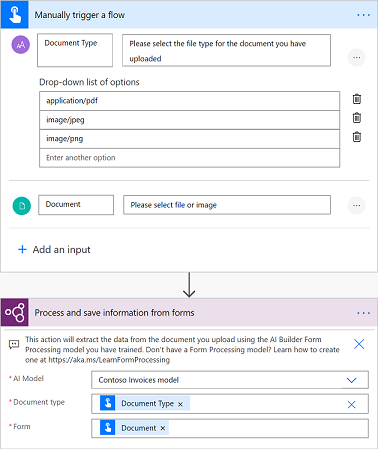 Manually trigger a flow
Document Type
Please select the file type for the document you have
uploaded
Drop-down list of options
application/pdf
image/jpeg
image/png
Enter another option
Document
Please select file or image
+ Add an input
Process and save information from forms
This action will extract the data from the document you upload using the AI Builder Form
Processing model you have trained. Don't have a Form Processing model? Learn how to create
one at https://aka.ms/LearnFormProcessing
* AI Model
Contoso Invoices model
* Document type
Document Type ×
* Form
Document ×